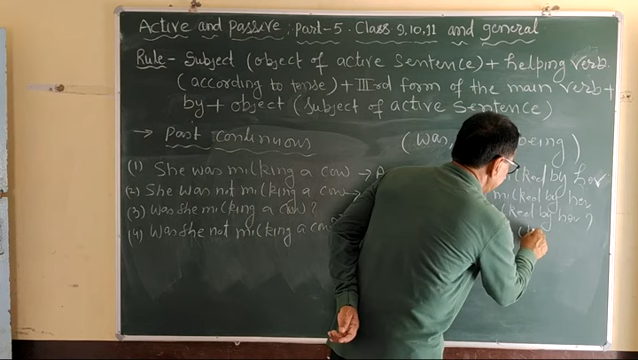 Active and passive : Part-5. Class 9,10,11 and general
Rule- Subject (object of active sentence) + helping verb
(according to tense) + IIIrd form of the main verb +
by + object (subject of active sentence)
→ Past continuous (was being)
(1) She was milking a cow → A milked by her ✓
(2) She was not milking a cow → milked by her
(3) Was she milking a cow? by her?
(4) Was she not milking a cow